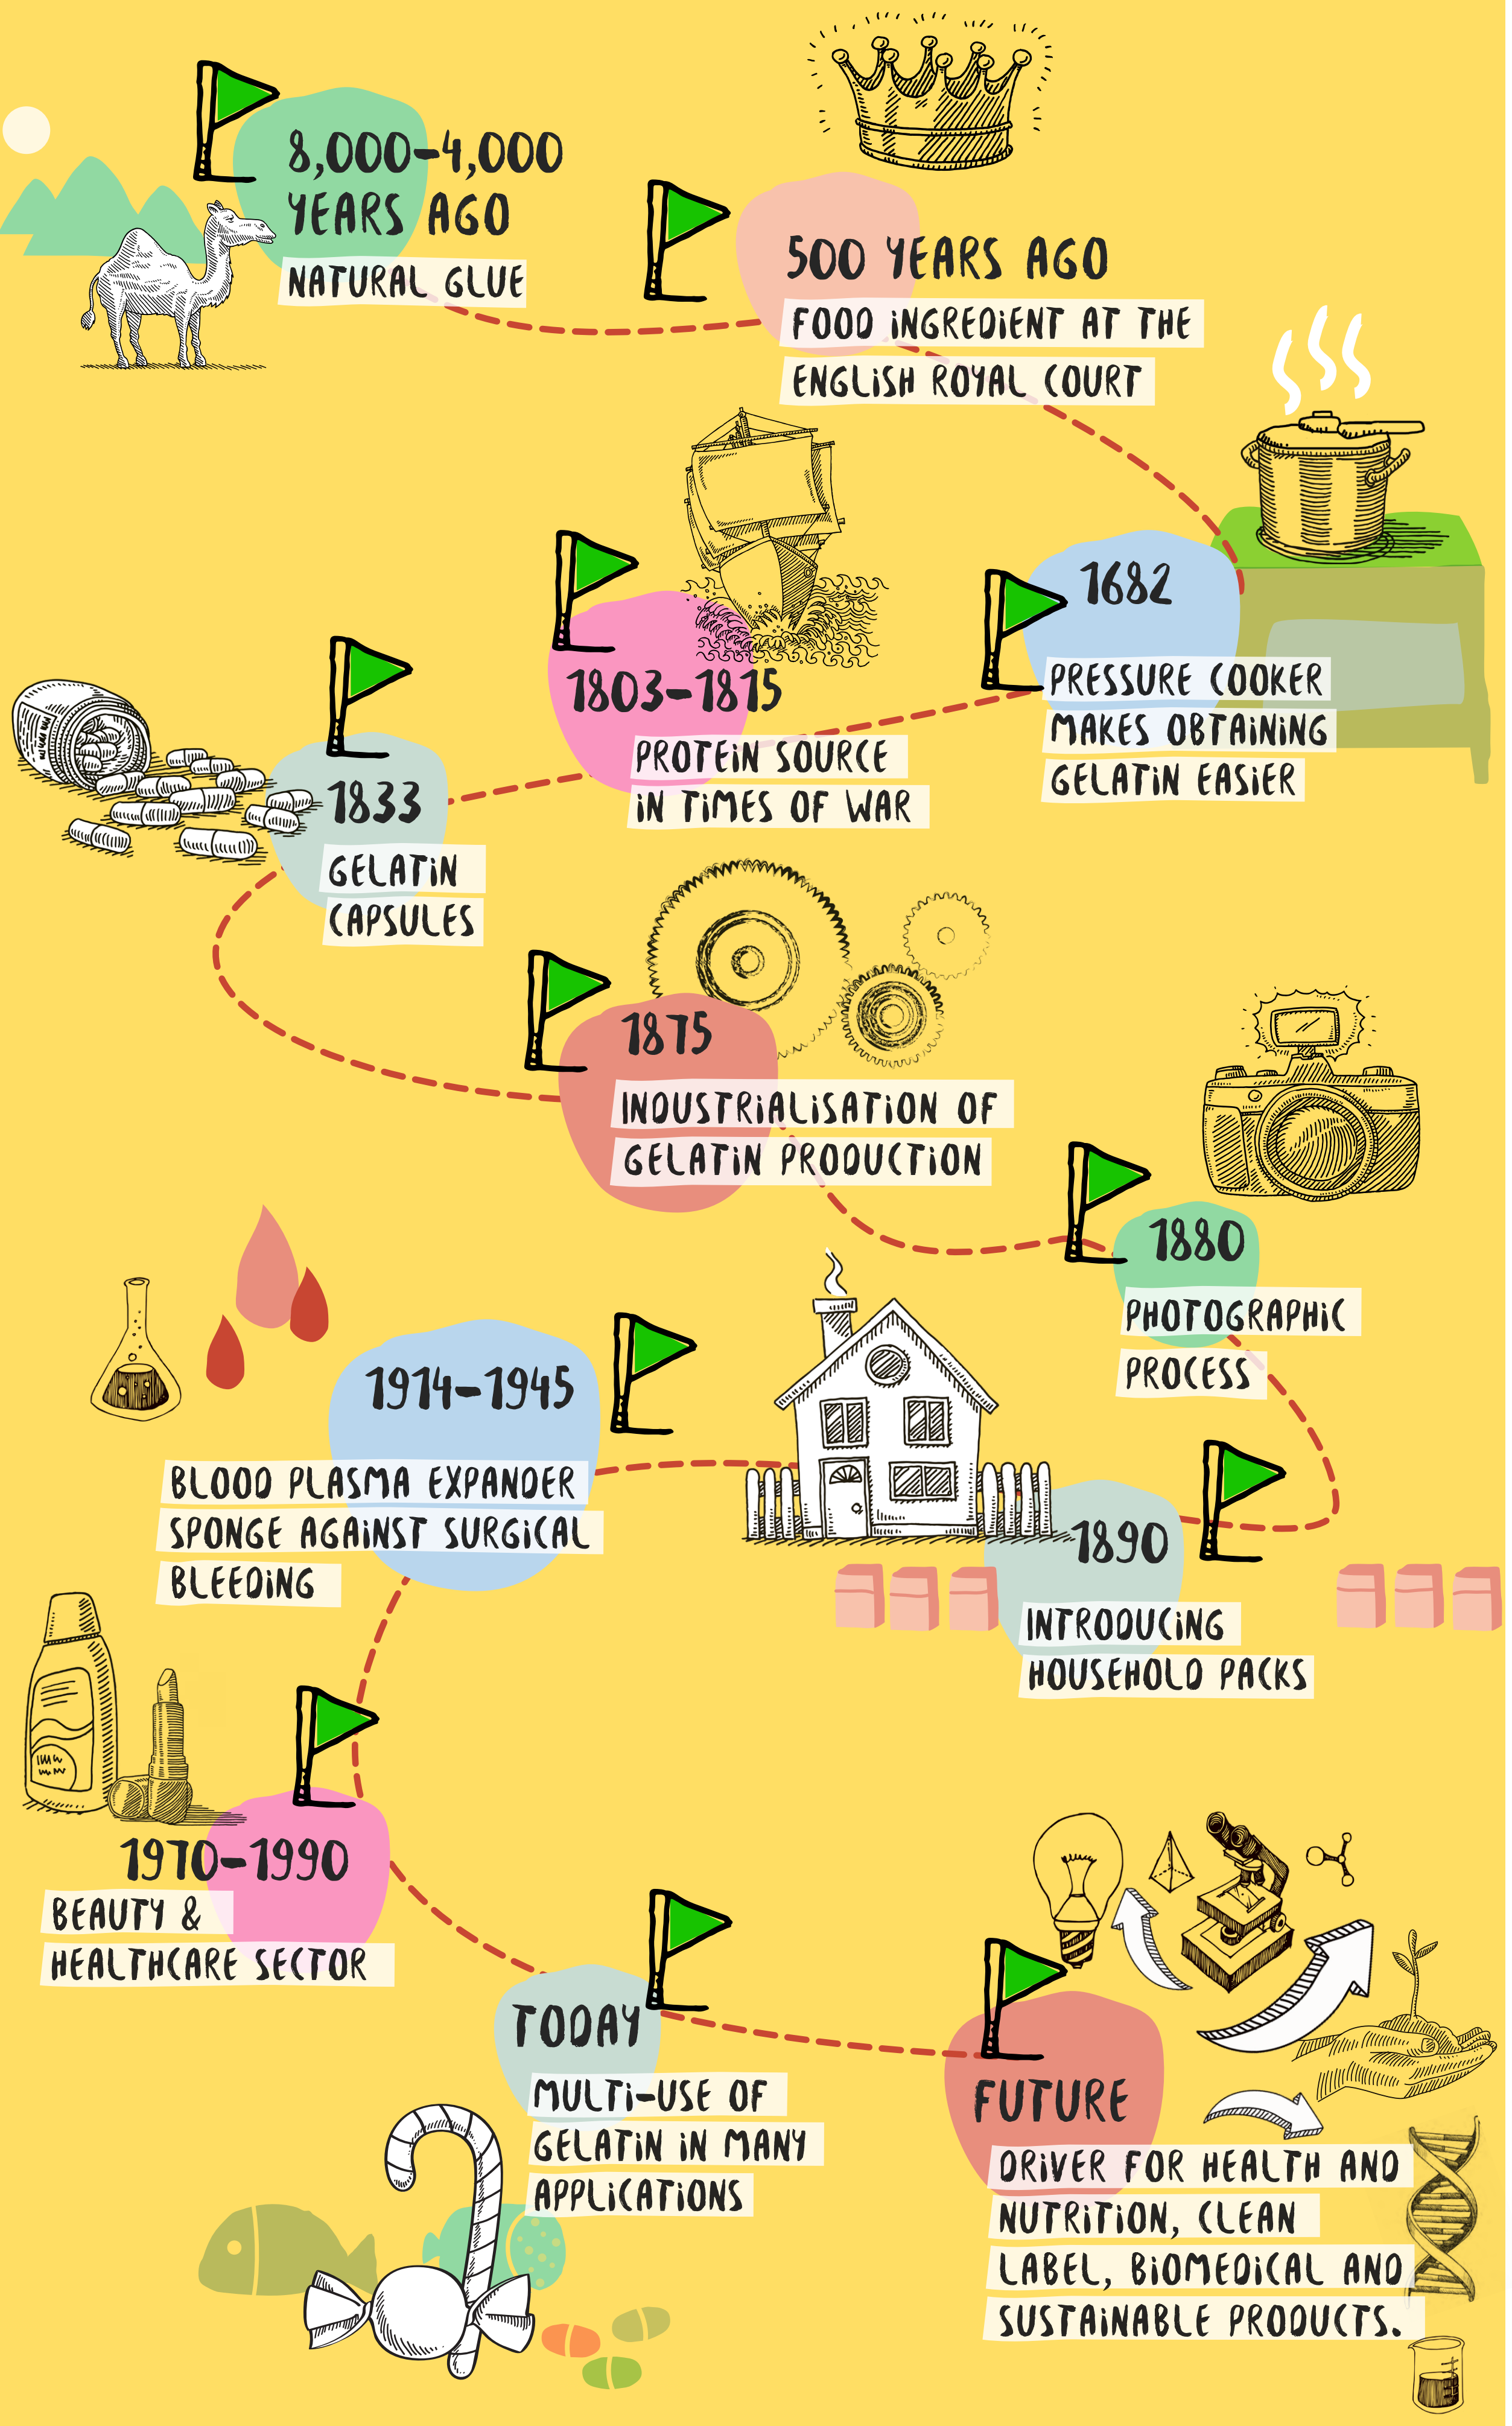 8,000–4,000
YEARS AGO
NATURAL GLUE
500 YEARS AGO
FOOD INGREDIENT AT THE
ENGLISH ROYAL COURT
1682
PRESSURE COOKER
MAKES OBTAINING
GELATIN EASIER
1803–1815
PROTEIN SOURCE
IN TIMES OF WAR
1833
GELATIN
CAPSULES
1875
INDUSTRIALISATION OF
GELATIN PRODUCTION
1880
PHOTOGRAPHIC
PROCESS
1890
INTRODUCING
HOUSEHOLD PACKS
1914–1945
BLOOD PLASMA EXPANDER
SPONGE AGAINST SURGICAL
BLEEDING
1970–1990
BEAUTY &
HEALTHCARE SECTOR
TODAY
MULTI-USE OF
GELATIN IN MANY
APPLICATIONS
FUTURE
DRIVER FOR HEALTH AND
NUTRITION, CLEAN
LABEL, BIOMEDICAL AND
SUSTAINABLE PRODUCTS.